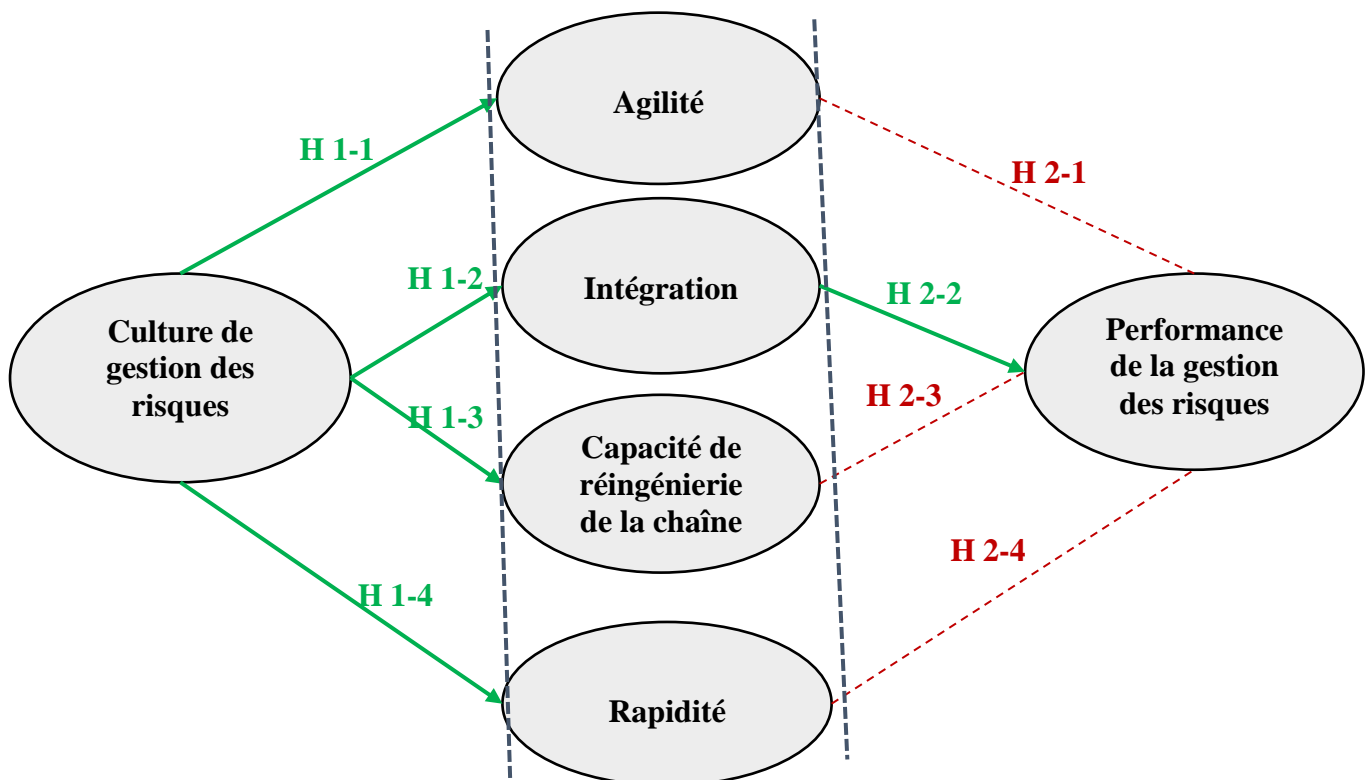 Agilité
H 1-1
H 2-1
H 1-2
Intégration
H 2-2
Culture de
gestion des
risques
Performance
de la gestion
des risques
H 1-3
H 2-3
Capacité de
réingénierie
de la chaîne
H 1-4
H 2-4
Rapidité